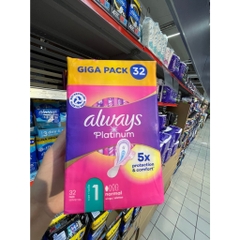 GIGA PACK 32
always
Platinum
5x
protection
& comfort*
32
1
Normal